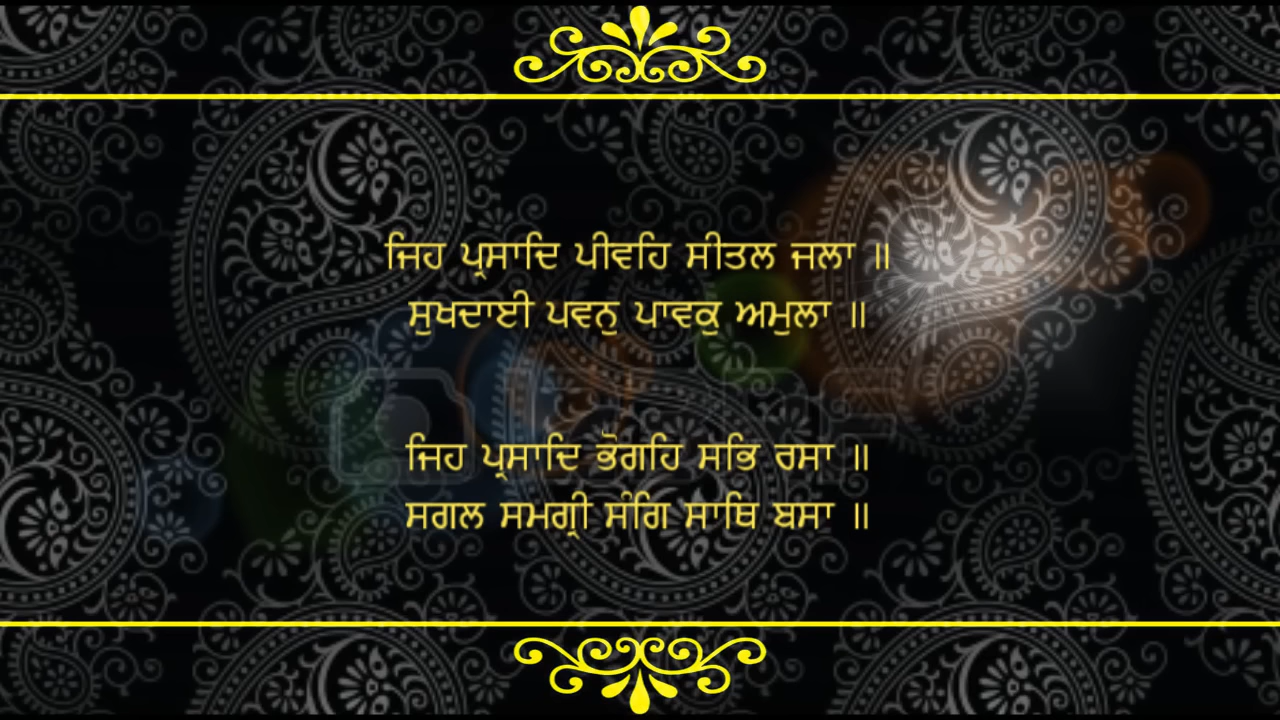 ਜਿਹ ਪ੍ਰਸਾਦਿ ਪੀਵਹਿ ਸੀਤਲ ਜਲਾ ॥
ਸੁਖਦਾਈ ਪਵਨੁ ਪਾਵਕੁ ਅਮੁਲਾ ॥
ਜਿਹ ਪ੍ਰਸਾਦਿ ਭੋਗਹਿ ਸਭਿ ਰਸਾ ॥
ਸਗਲ ਸਮਗ੍ਰੀ ਸੰਗਿ ਸਾਥਿ ਬਸਾ ॥